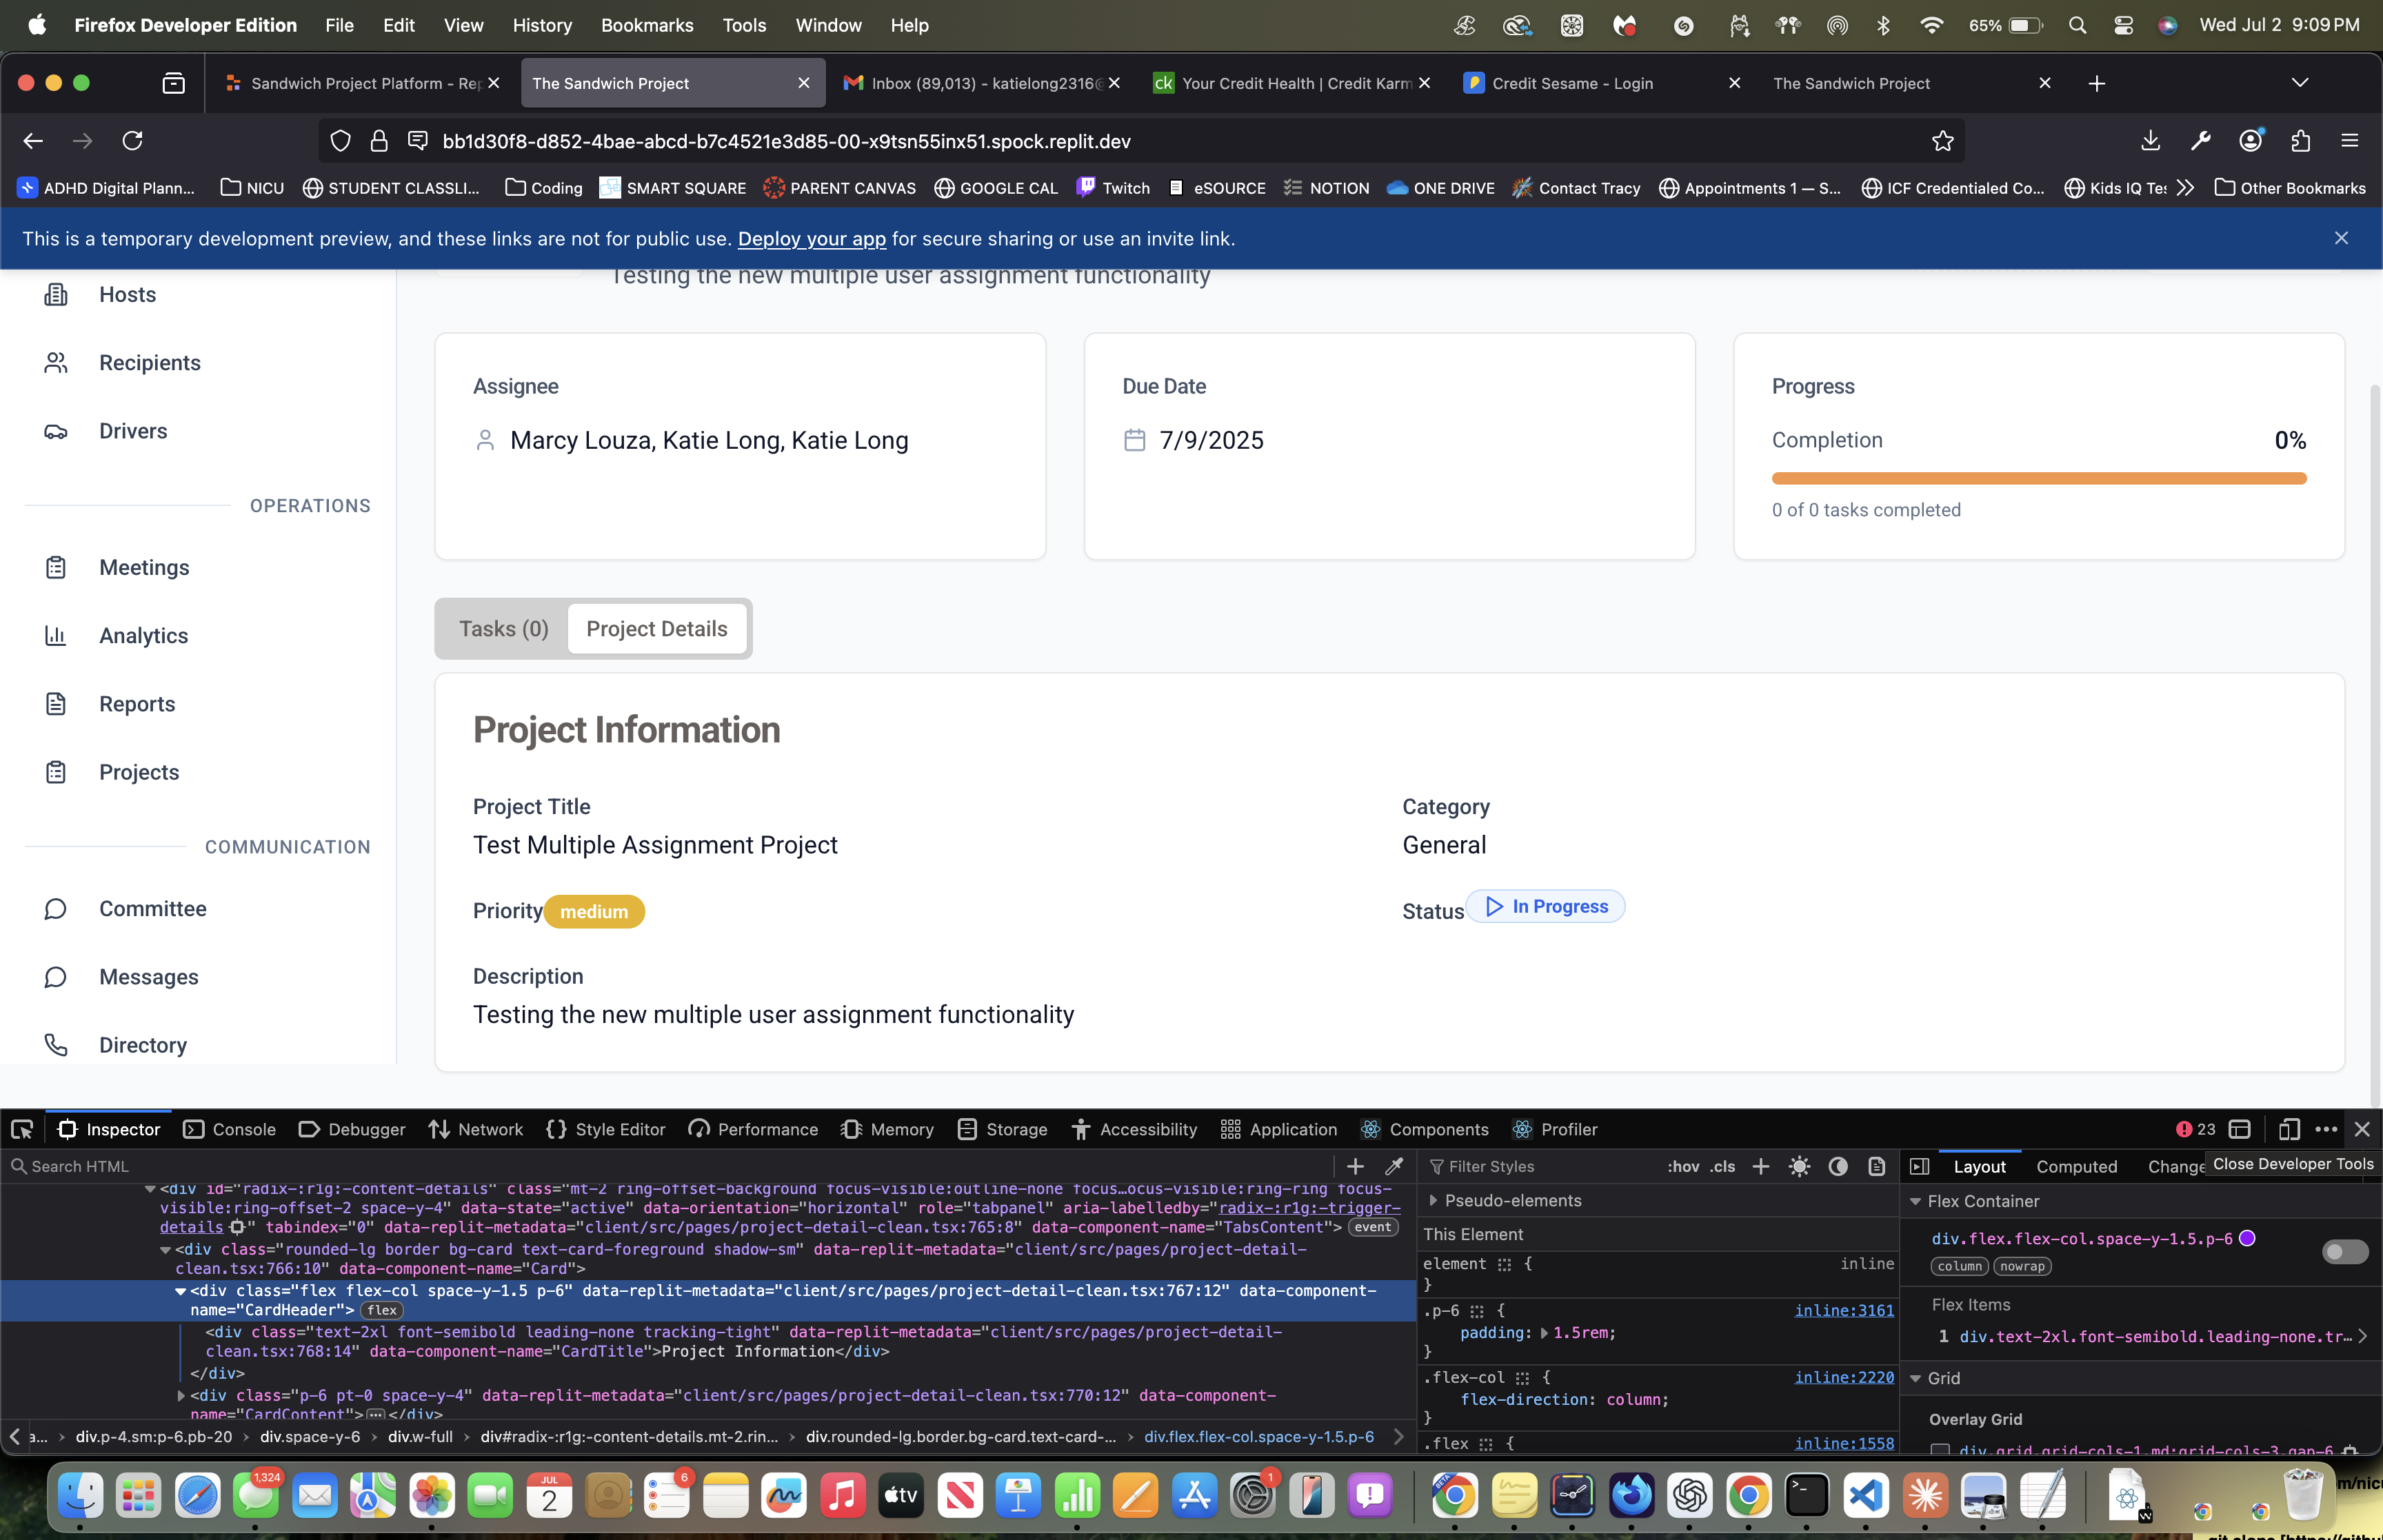 Firefox Developer Edition File Edit View History Bookmarks Tools Window Help 65% Wed Jul 2 9:09 PM
Sandwich Project Platform - Rep The Sandwich Project Inbox (89,013) - katielong2316@ Your Credit Health | Credit Karm Credit Sesame - Login The Sandwich Project
bb1d30f8-d852-4bae-abcd-b7c4521e3d85-00-x9tsn55inx51.spock.replit.dev
ADHD Digital Plann... NICU STUDENT CLASSLI... Coding SMART SQUARE PARENT CANVAS GOOGLE CAL Twitch eSOURCE NOTION ONE DRIVE Contact Tracy Appointments 1 — S... ICF Credentialed Co... Kids IQ Tes Other Bookmarks
This is a temporary development preview, and these links are not for public use. Deploy your app for secure sharing or use an invite link.
Testing the new multiple user assignment functionality
Hosts
Recipients
Drivers
OPERATIONS
Meetings
Analytics
Reports
Projects
COMMUNICATION
Committee
Messages
Directory
Assignee
Marcy Louza, Katie Long, Katie Long
Due Date
7/9/2025
Progress
Completion 0%
0 of 0 tasks completed
Tasks (0) Project Details
Project Information
Project Title
Test Multiple Assignment Project
Category
General
Priority medium
Status In Progress
Description
Testing the new multiple user assignment functionality
Inspector Console Debugger Network Style Editor Performance Memory Storage Accessibility Application Components Profiler 23
Search HTML
<div id="radix-:r1g:-content-details" class="mt-2 ring-offset-background focus-visible:outline-none focus…ocus-visible:ring-ring focus-
visible:ring-offset-2 space-y-4" data-state="active" data-orientation="horizontal" role="tabpanel" aria-labelledby="radix-:r1g:-trigger-
details" tabindex="0" data-replit-metadata="client/src/pages/project-detail-clean.tsx:765:8" data-component-name="TabsContent"> event
<div class="rounded-lg border bg-card text-card-foreground shadow-sm" data-replit-metadata="client/src/pages/project-detail-
clean.tsx:766:10" data-component-name="Card">
<div class="flex flex-col space-y-1.5 p-6" data-replit-metadata="client/src/pages/project-detail-clean.tsx:767:12" data-component-
name="CardHeader"> flex
<div class="text-2xl font-semibold leading-none tracking-tight" data-replit-metadata="client/src/pages/project-detail-
clean.tsx:768:14" data-component-name="CardTitle">Project Information</div>
</div>
<div class="p-6 pt-0 space-y-4" data-replit-metadata="client/src/pages/project-detail-clean.tsx:770:12" data-component-
name="CardContent"> </div>
a... div.p-4.sm:p-6.pb-20 div.space-y-6 div.w-full div#radix-:r1g:-content-details.mt-2.rin... div.rounded-lg.border.bg-card.text-card-... div.flex.flex-col.space-y-1.5.p-6
Filter Styles :hov .cls
Pseudo-elements
This Element
element { inline
}
.p-6 { inline:3161
padding: 1.5rem;
}
.flex-col { inline:2220
flex-direction: column;
}
.flex { inline:1558
Layout Computed Change
Close Developer Tools
Flex Container
div.flex.flex-col.space-y-1.5.p-6
column nowrap
Flex Items
1 div.text-2xl.font-semibold.leading-none.tr…
Grid
Overlay Grid
div.grid.grid-cols-1.md:grid-cols-3.gap-6
1,324
JUL
2
6
tv
1
BETA